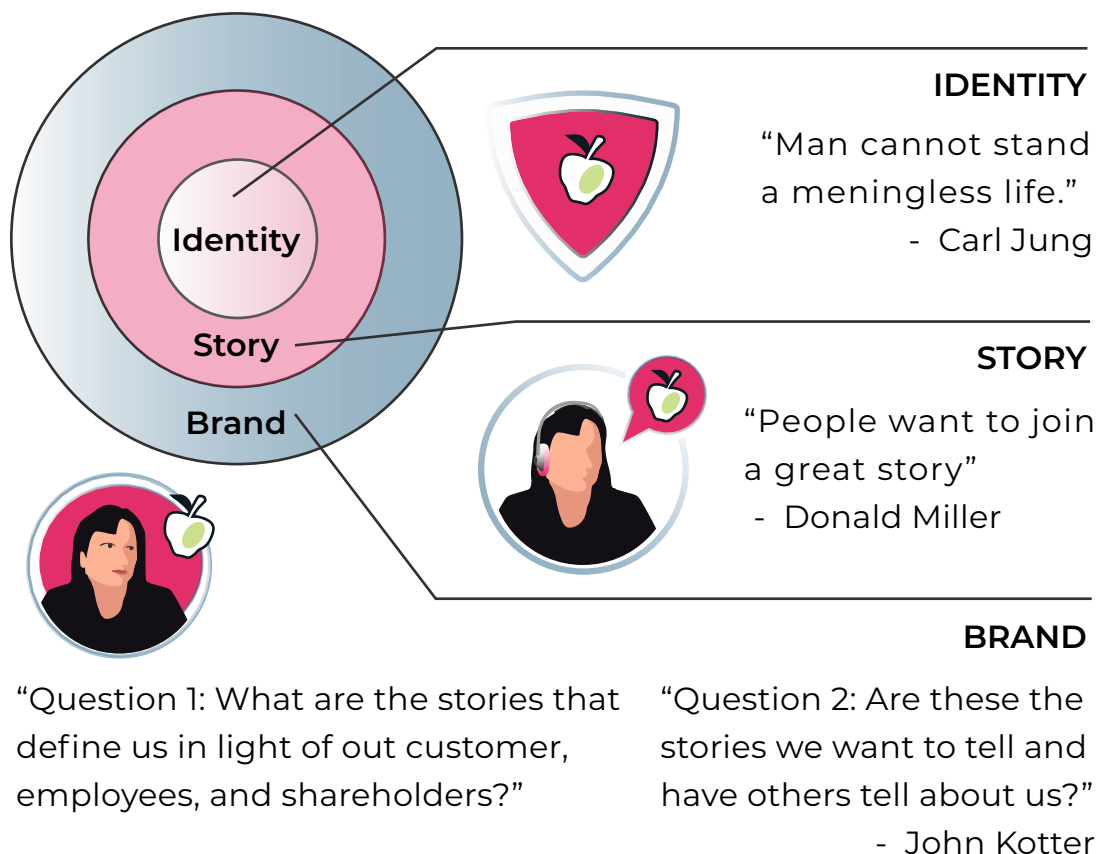 Identity
Story
Brand
IDENTITY
“Man cannot stand
a meningless life.”
- Carl Jung
STORY
“People want to join
a great story”
- Donald Miller
BRAND
“Question 1: What are the stories that
define us in light of out customer,
employees, and shareholders?”
“Question 2: Are these the
stories we want to tell and
have others tell about us?”
- John Kotter